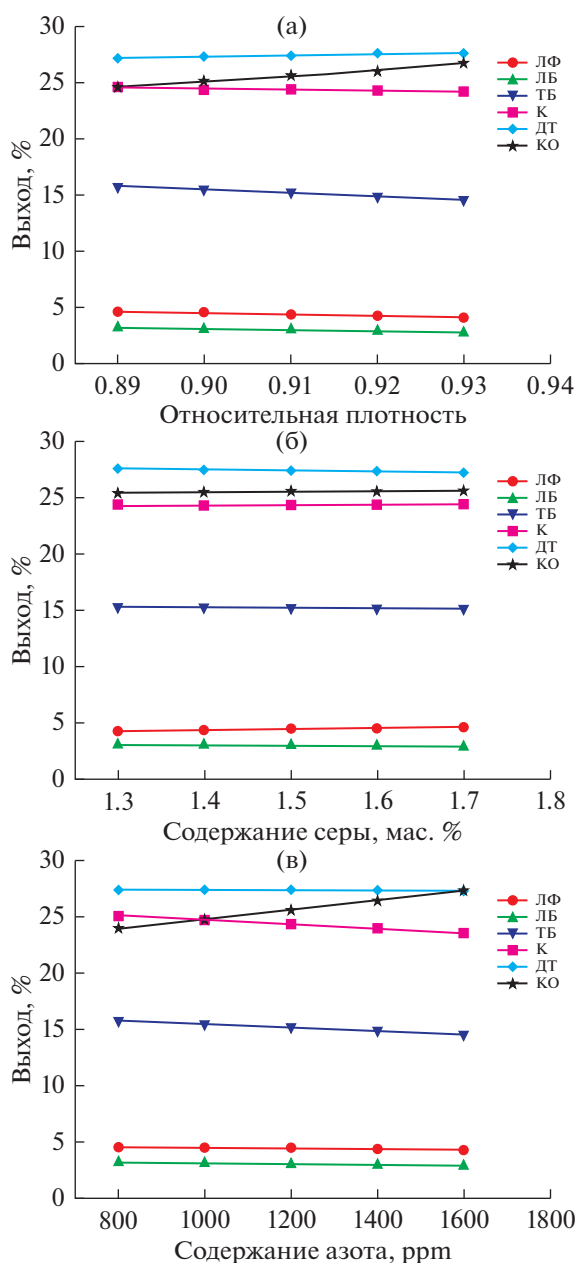 (а)
30
25
20
15
10
5
0
Выход, %
ЛФ
ЛБ
ТБ
К
ДТ
КО
0.89 0.90 0.91 0.92 0.93 0.94
Относительная плотность
(б)
30
25
20
15
10
5
0
Выход, %
ЛФ
ЛБ
ТБ
К
ДТ
КО
1.3 1.4 1.5 1.6 1.7 1.8
Содержание серы, мас. %
(в)
30
25
20
15
10
5
0
Выход, %
ЛФ
ЛБ
ТБ
К
ДТ
КО
800 1000 1200 1400 1600 1800
Содержание азота, ppm